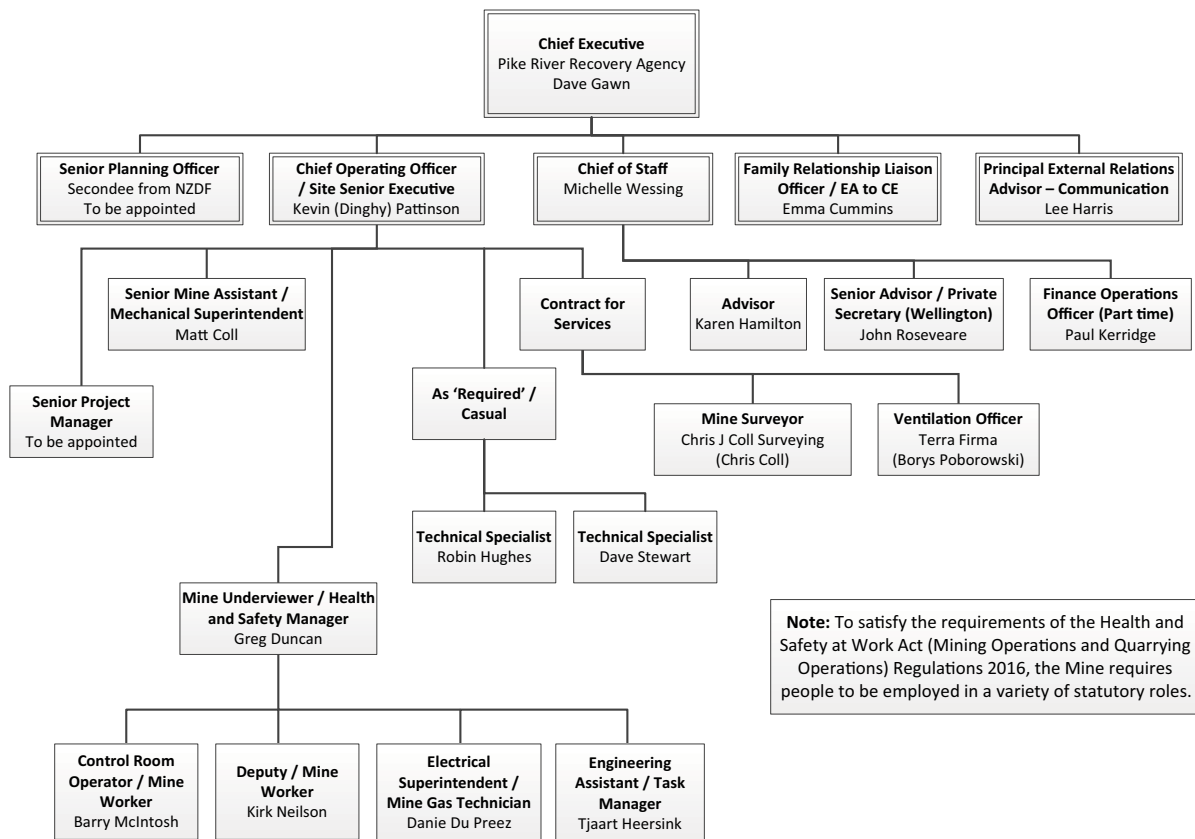 Chief Executive
Pike River Recovery Agency
Dave Gawn
Senior Planning Officer
Secondee from NZDF
To be appointed
Chief Operating Officer
/ Site Senior Executive
Kevin (Dinghy) Pattinson
Chief of Staff
Michelle Wessing
Family Relationship Liaison
Officer / EA to CE
Emma Cummins
Principal External Relations
Advisor – Communication
Lee Harris
Senior Mine Assistant /
Mechanical Superintendent
Matt Coll
Contract for
Services
Advisor
Karen Hamilton
Senior Advisor / Private
Secretary (Wellington)
John Roseveare
Finance Operations
Officer (Part time)
Paul Kerridge
Senior Project
Manager
To be appointed
As ‘Required’ /
Casual
Mine Surveyor
Chris J Coll Surveying
(Chris Coll)
Ventilation Officer
Terra Firma
(Borys Poborowski)
Technical Specialist
Robin Hughes
Technical Specialist
Dave Stewart
Mine Underviewer / Health
and Safety Manager
Greg Duncan
Note: To satisfy the requirements of the Health and
Safety at Work Act (Mining Operations and Quarrying
Operations) Regulations 2016, the Mine requires
people to be employed in a variety of statutory roles.
Control Room
Operator / Mine
Worker
Barry McIntosh
Deputy / Mine
Worker
Kirk Neilson
Electrical
Superintendent /
Mine Gas Technician
Danie Du Preez
Engineering
Assistant / Task
Manager
Tjaart Heersink